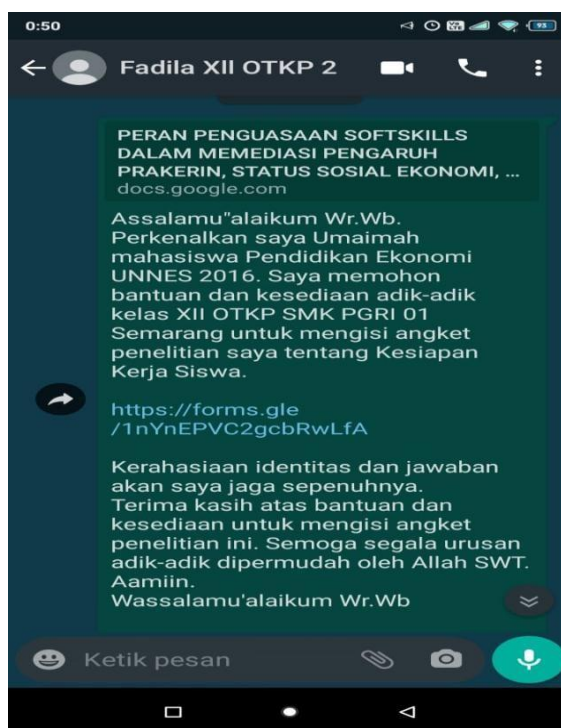 0:50
93
Fadila XII OTKP 2
PERAN PENGUASAAN SOFTSKILLS
DALAM MEMEDIASI PENGARUH
PRAKERIN, STATUS SOSIAL EKONOMI, ...
docs.google.com
Assalamu"alaikum Wr.Wb.
Perkenalkan saya Umaimah
mahasiswa Pendidikan Ekonomi
UNNES 2016. Saya memohon
bantuan dan kesediaan adik-adik
kelas XII OTKP SMK PGRI 01
Semarang untuk mengisi angket
penelitian saya tentang Kesiapan
Kerja Siswa.
https://forms.gle
/1nYnEPVC2gcbRwLfA
Kerahasiaan identitas dan jawaban
akan saya jaga sepenuhnya.
Terima kasih atas bantuan dan
kesediaan untuk mengisi angket
penelitian ini. Semoga segala urusan
adik-adik dipermudah oleh Allah SWT.
Aamiin.
Wassalamu'alaikum Wr.Wb
Ketik pesan